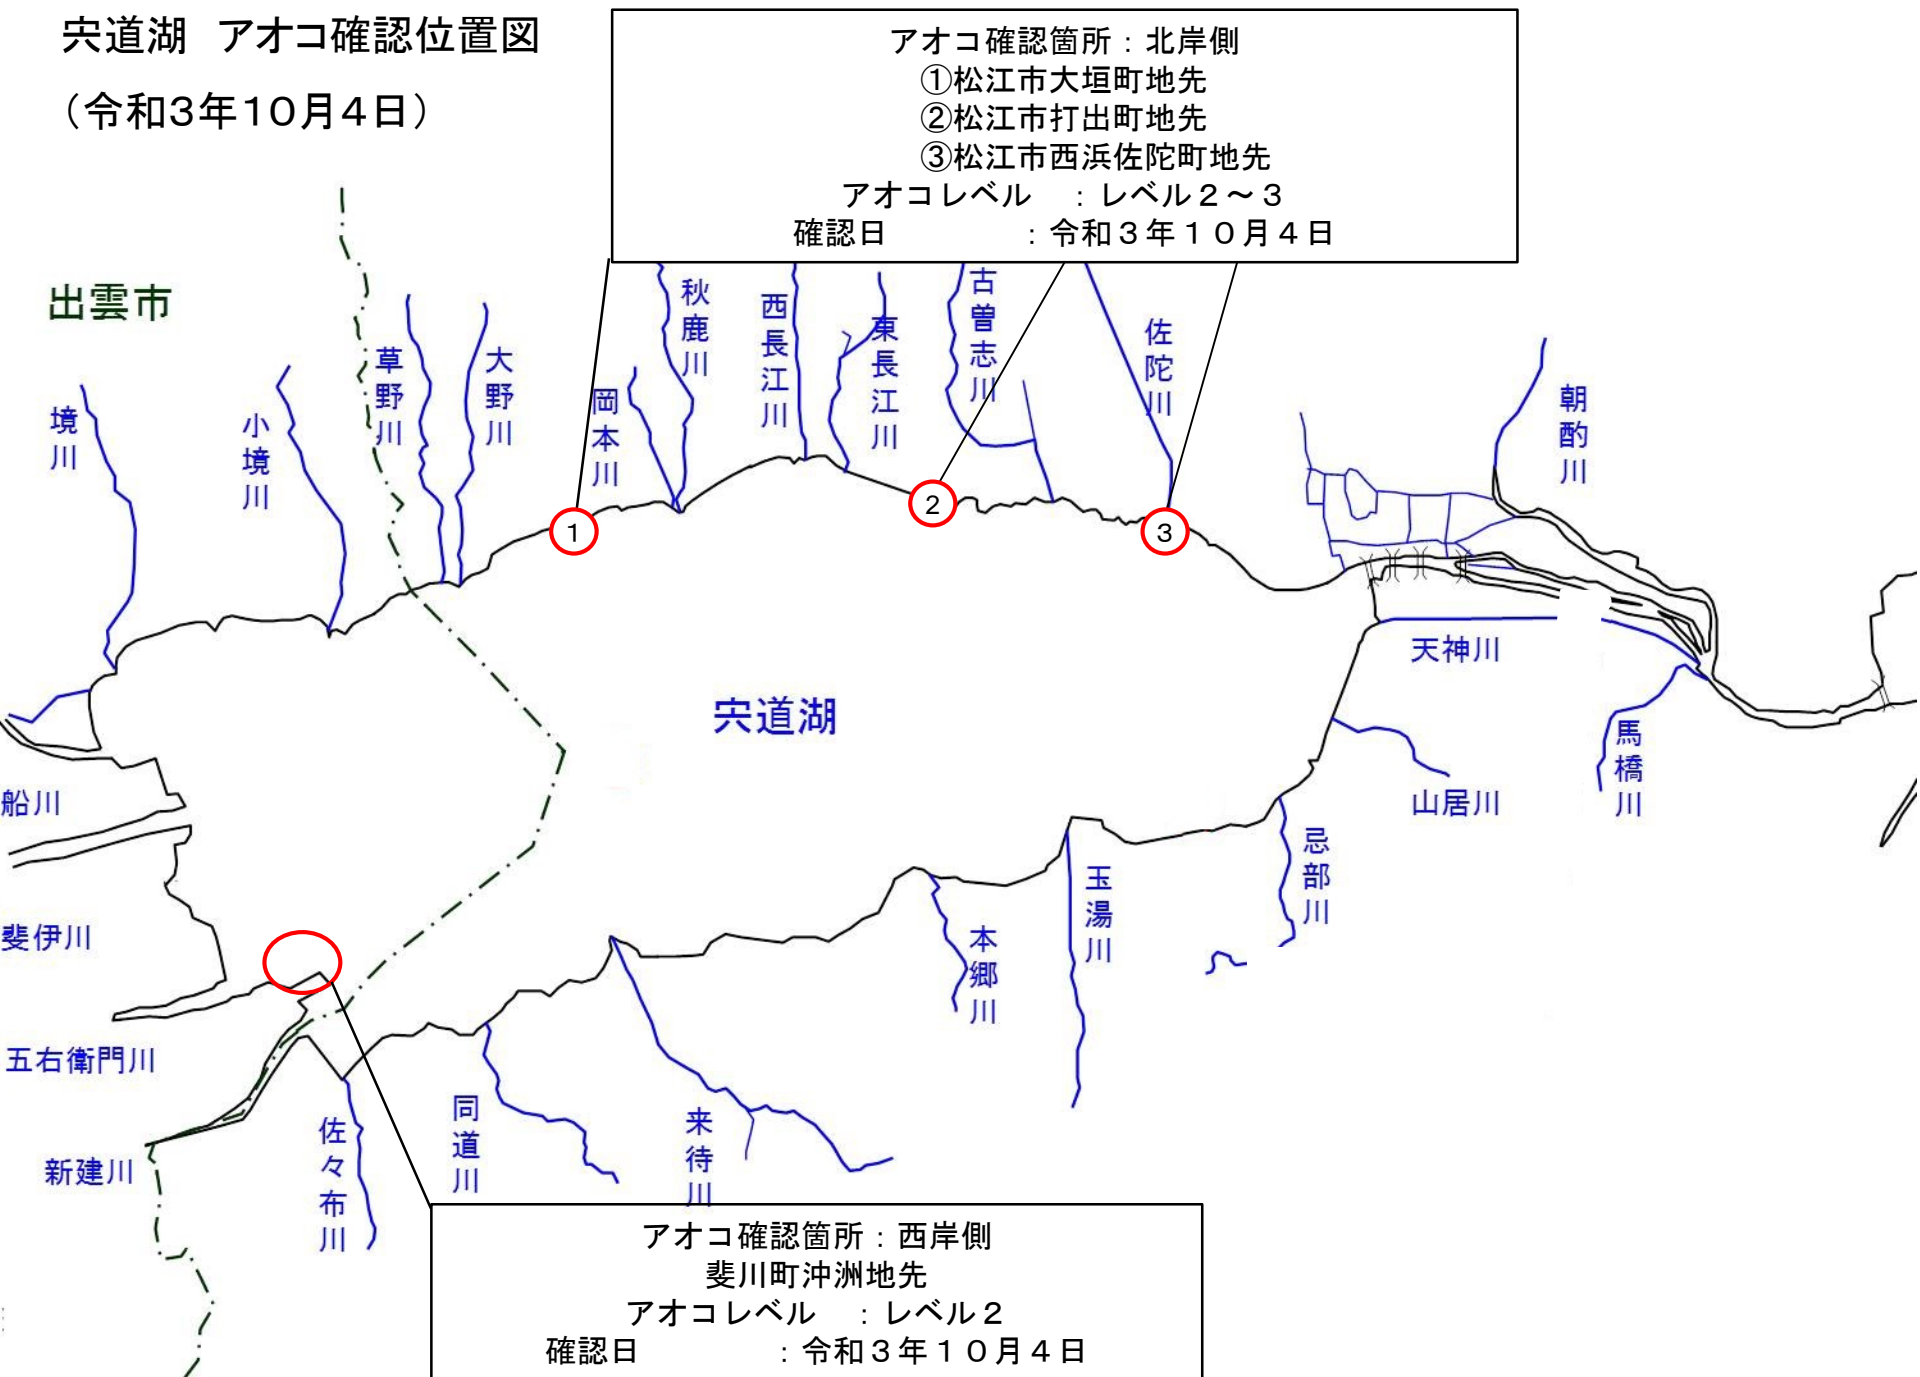 宍道湖 アオコ確認位置図
（令和3年10月4日）
アオコ確認箇所：北岸側
①松江市大垣町地先
②松江市打出町地先
③松江市西浜佐陀町地先
アオコレベル ：レベル２～３
確認日 ：令和３年１０月４日
出雲市
境川
小境川
草野川
大野川
岡本川
秋鹿川
西長江川
東長江川
古曽志川
佐陀川
朝酌川
1
2
3
天神川
宍道湖
馬橋川
山居川
船川
忌部川
玉湯川
斐伊川
本郷川
五右衛門川
新建川
佐々布川
同道川
来待川
アオコ確認箇所：西岸側
斐川町沖洲地先
アオコレベル ：レベル２
確認日 ：令和３年１０月４日